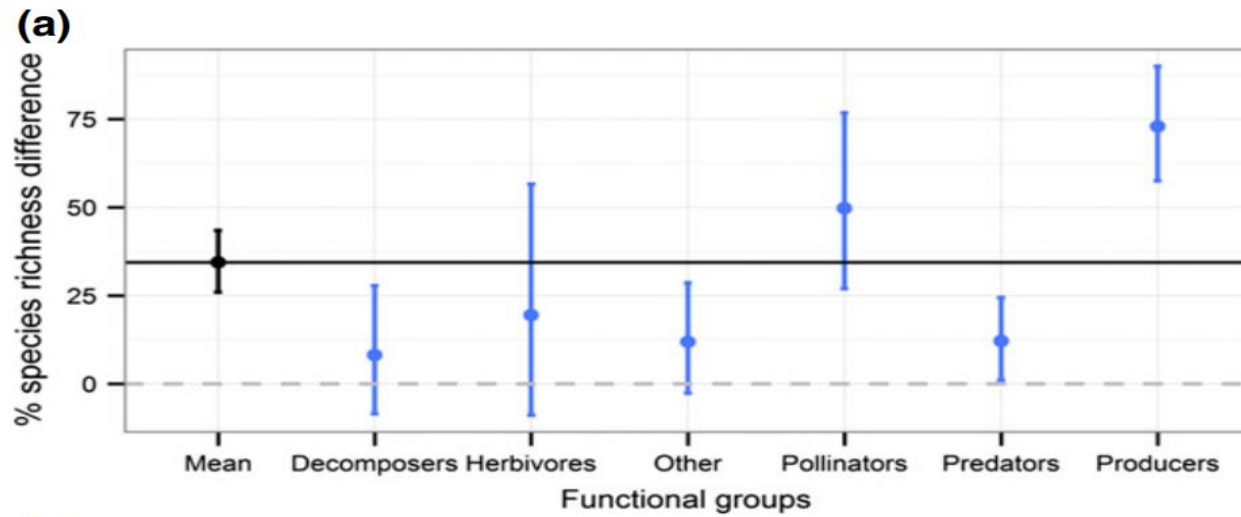 (a)
% species richness difference
75
50
25
0
Mean Decomposers Herbivores Other Pollinators Predators Producers
Functional groups